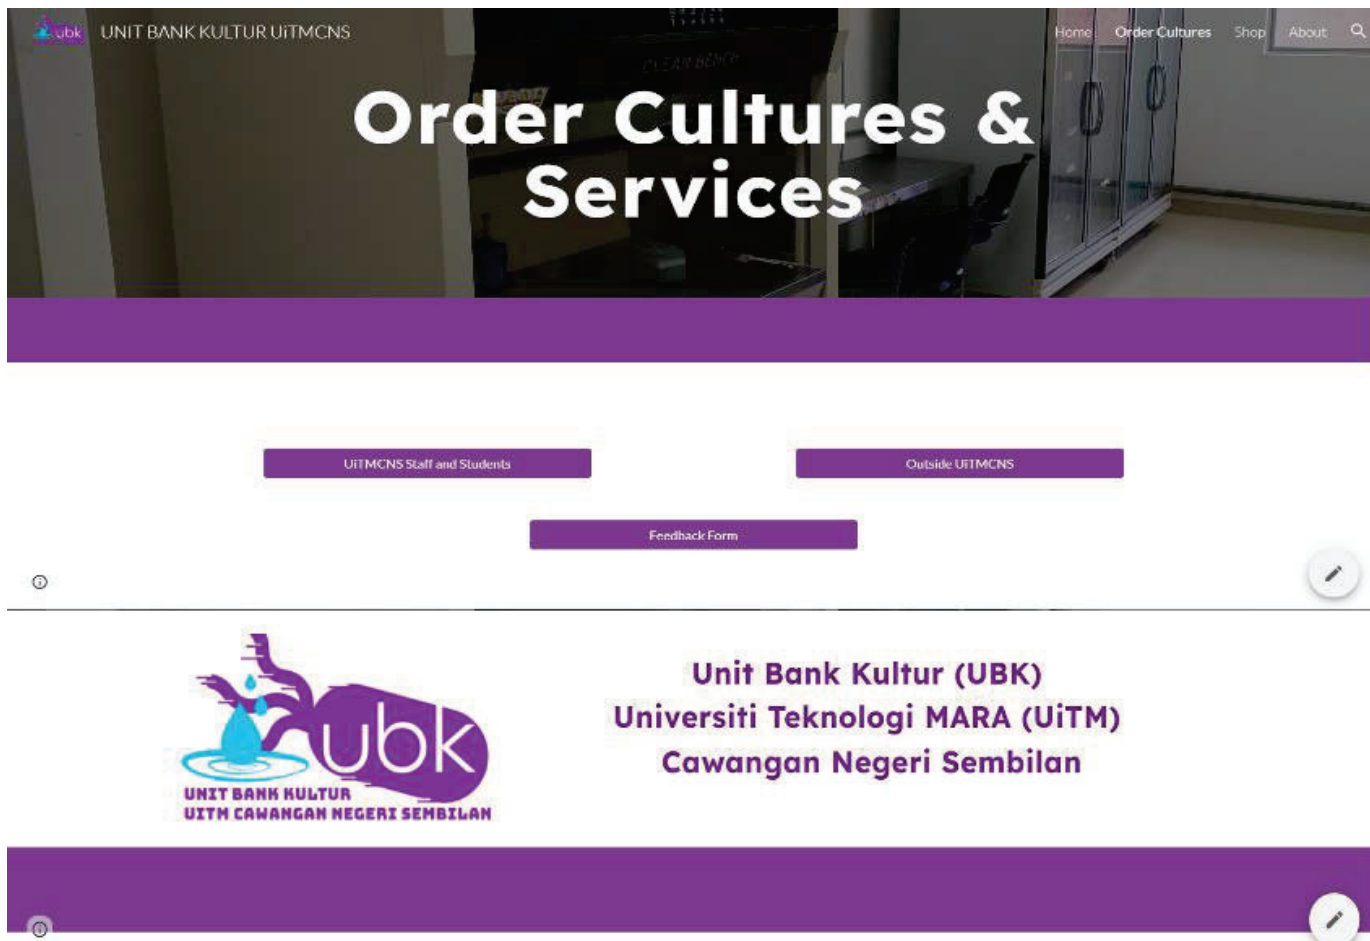 ubk UNIT BANK KULTUR UiTMCNS Home Order Cultures Shop About
CLEAN BENCH
Order Cultures &
Services
UiTMCNS Staff and Students Outside UiTMCNS
Feedback Form
ubk
UNIT BANK KULTUR
UITM CAWANGAN NEGERI SEMBILAN
Unit Bank Kultur (UBK)
Universiti Teknologi MARA (UiTM)
Cawangan Negeri Sembilan